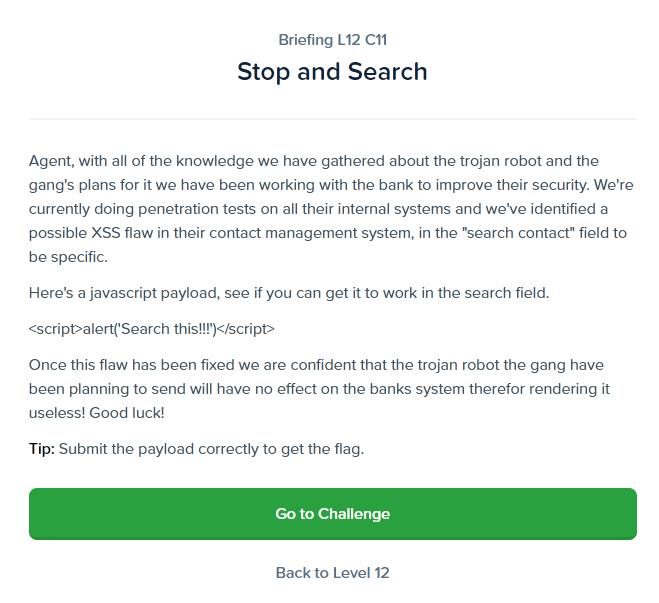 Briefing L12 C11
Stop and Search
Agent, with all of the knowledge we have gathered about the trojan robot and the
gang's plans for it we have been working with the bank to improve their security. We're
currently doing penetration tests on all their internal systems and we've identified a
possible XSS flaw in their contact management system, in the "search contact" field to
be specific.
Here's a javascript payload, see if you can get it to work in the search field.
<script>alert('Search this!!!')</script>
Once this flaw has been fixed we are confident that the trojan robot the gang have
been planning to send will have no effect on the banks system therefor rendering it
useless! Good luck!
Tip: Submit the payload correctly to get the flag.
Go to Challenge
Back to Level 12